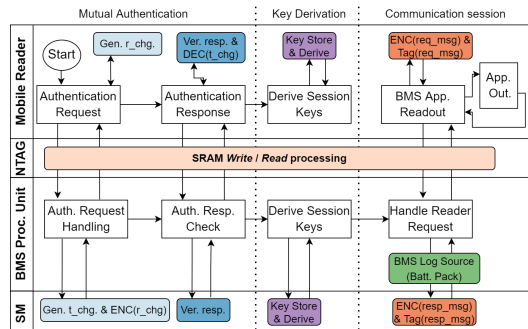 Mutual Authentication
Key Derivation
Communication session
Mobile Reader
Start
Gen. r_chg.
Ver. resp. &
DEC(t_chg)
Key Store
& Derive
ENC(req_msg) &
Tag(req_msg)
App.
Out.
Authentication
Request
Authentication
Response
Derive Session
Keys
BMS App.
Readout
NTAG
SRAM Write / Read processing
BMS Proc. Unit
Auth. Request
Handling
Auth. Resp.
Check
Derive Session
Keys
Handle Reader
Request
BMS Log Source
(Batt. Pack)
SM
Gen. t_chg. & ENC(r_chg)
Ver. resp.
Key Store
& Derive
ENC(resp_msg) &
Tag(resp_msg)